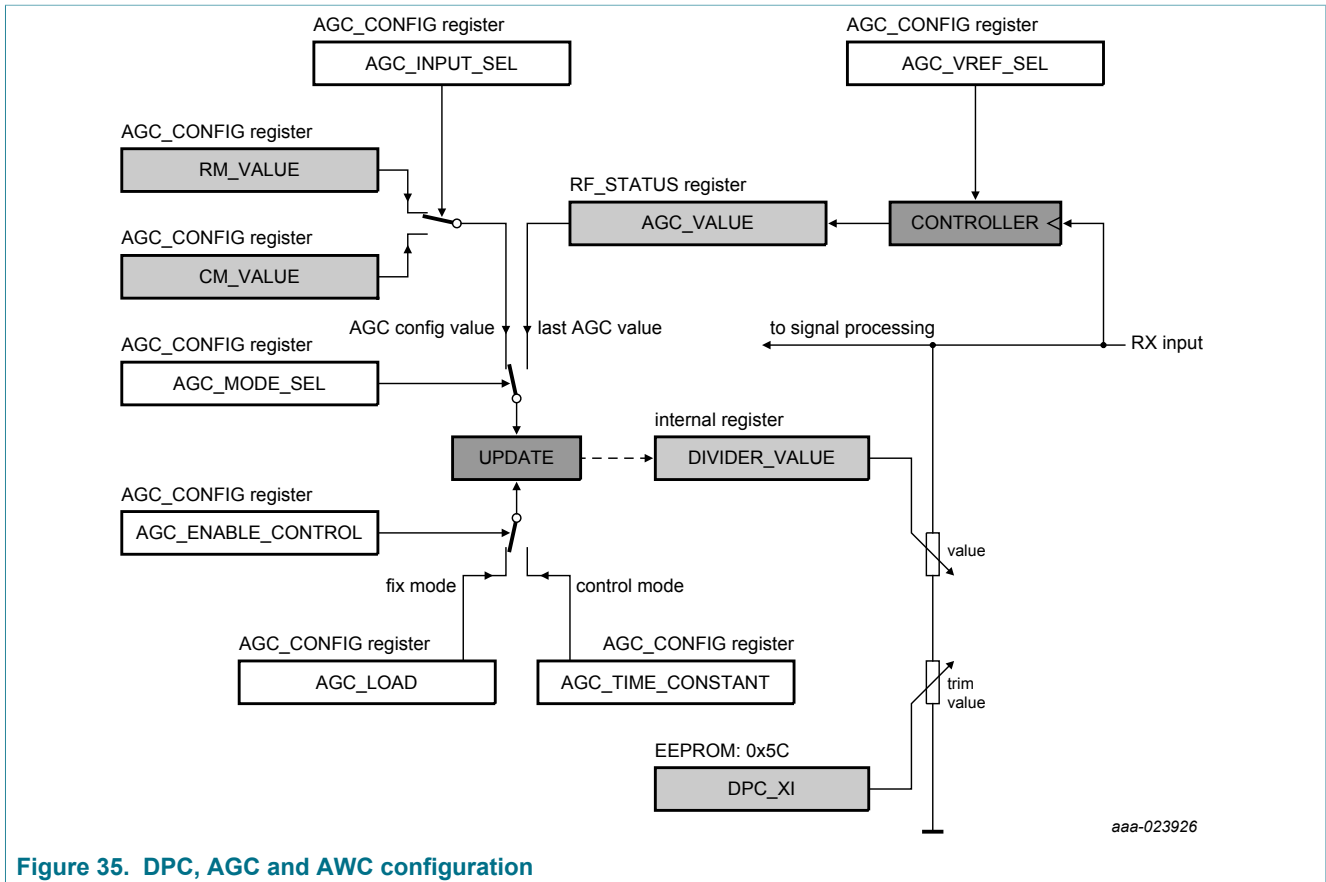 AGC_CONFIG register
AGC_INPUT_SEL
AGC_CONFIG register
AGC_VREF_SEL
AGC_CONFIG register
RM_VALUE
RF_STATUS register
AGC_VALUE
CONTROLLER
AGC_CONFIG register
CM_VALUE
AGC config value
last AGC value
to signal processing
RX input
AGC_CONFIG register
AGC_MODE_SEL
internal register
UPDATE
DIVIDER_VALUE
AGC_CONFIG register
AGC_ENABLE_CONTROL
value
fix mode
control mode
AGC_CONFIG register
AGC_LOAD
AGC_CONFIG register
AGC_TIME_CONSTANT
trim
value
EEPROM: 0x5C
DPC_XI
aaa-023926
Figure 35. DPC, AGC and AWC configuration